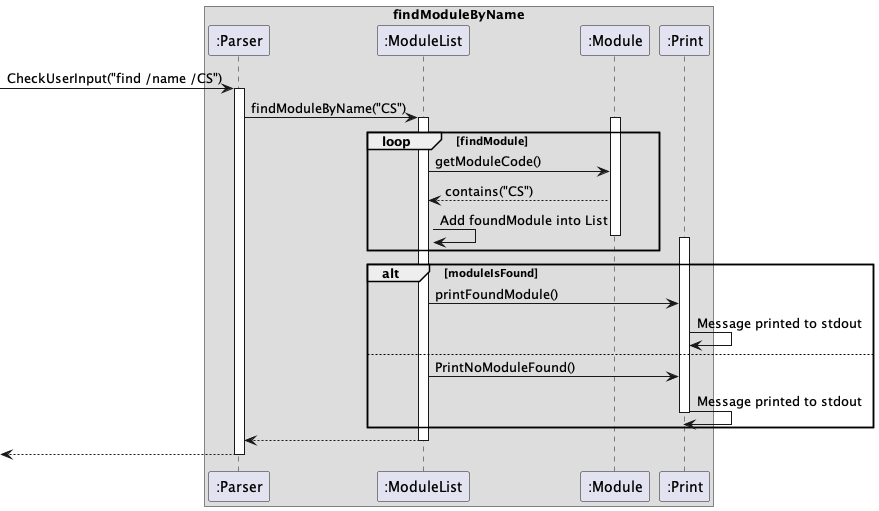 findModuleByName
:Parser
:ModuleList
:Module
:Print
CheckUserInput("find /name /CS")
findModuleByName("CS")
loop
[findModule]
getModuleCode()
contains("CS")
Add foundModule into List
alt
[moduleIsFound]
printFoundModule()
Message printed to stdout
PrintNoModuleFound()
Message printed to stdout
:Parser
:ModuleList
:Module
:Print